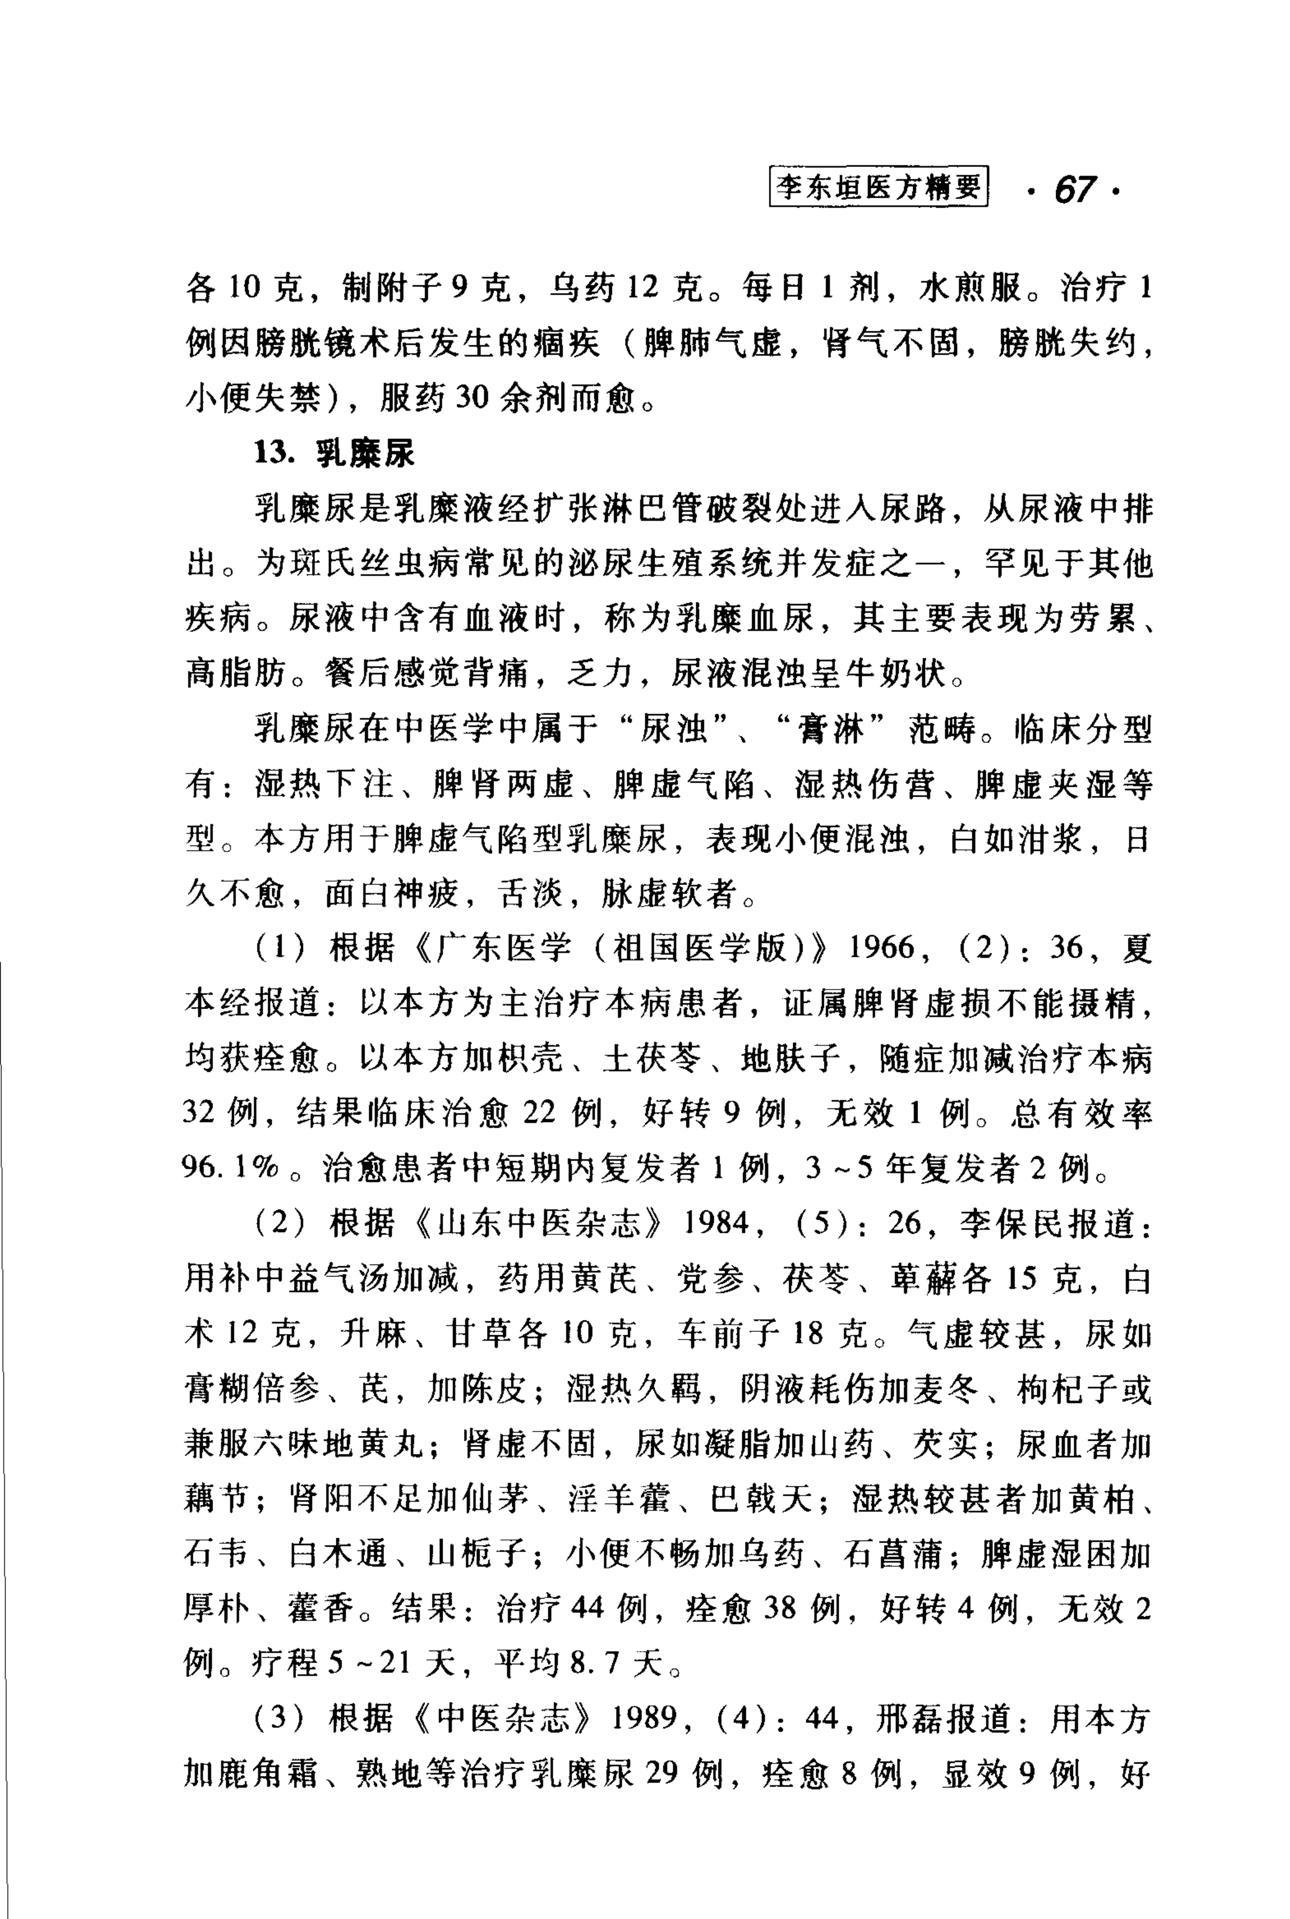 李东垣医方精要 ·67·
各 10 克，制附子 9 克，乌药 12 克。每日 1 剂，水煎服。治疗 1
例因膀胱镜术后发生的痼疾（脾肺气虚，肾气不固，膀胱失约，
小便失禁），服药 30 余剂而愈。
13. 乳糜尿
乳糜尿是乳糜液经扩张淋巴管破裂处进入尿路，从尿液中排
出。为斑氏丝虫病常见的泌尿生殖系统并发症之一，罕见于其他
疾病。尿液中含有血液时，称为乳糜血尿，其主要表现为劳累、
高脂肪。餐后感觉背痛，乏力，尿液混浊呈牛奶状。
乳糜尿在中医学中属于“尿浊”、“膏淋”范畴。临床分型
有：湿热下注、脾肾两虚、脾虚气陷、湿热伤营、脾虚夹湿等
型。本方用于脾虚气陷型乳糜尿，表现小便混浊，白如泔浆，日
久不愈，面白神疲，舌淡，脉虚软者。
（1）根据《广东医学（祖国医学版）》1966，（2）：36，夏
本经报道：以本方为主治疗本病患者，证属脾肾虚损不能摄精，
均获痊愈。以本方加枳壳、土茯苓、地肤子，随症加减治疗本病
32 例，结果临床治愈 22 例，好转 9 例，无效 1 例。总有效率
96.1%。治愈患者中短期内复发者 1 例，3～5 年复发者 2 例。
（2）根据《山东中医杂志》1984，（5）：26，李保民报道：
用补中益气汤加减，药用黄芪、党参、茯苓、萆薢各 15 克，白
术 12 克，升麻、甘草各 10 克，车前子 18 克。气虚较甚，尿如
膏糊倍参、芪，加陈皮；湿热久羁，阴液耗伤加麦冬、枸杞子或
兼服六味地黄丸；肾虚不固，尿如凝脂加山药、芡实；尿血者加
藕节；肾阳不足加仙茅、淫羊藿、巴戟天；湿热较甚者加黄柏、
石韦、白木通、山栀子；小便不畅加乌药、石菖蒲；脾虚湿困加
厚朴、藿香。结果：治疗 44 例，痊愈 38 例，好转 4 例，无效 2
例。疗程 5～21 天，平均 8.7 天。
（3）根据《中医杂志》1989，（4）：44，邢磊报道：用本方
加鹿角霜、熟地等治疗乳糜尿 29 例，痊愈 8 例，显效 9 例，好